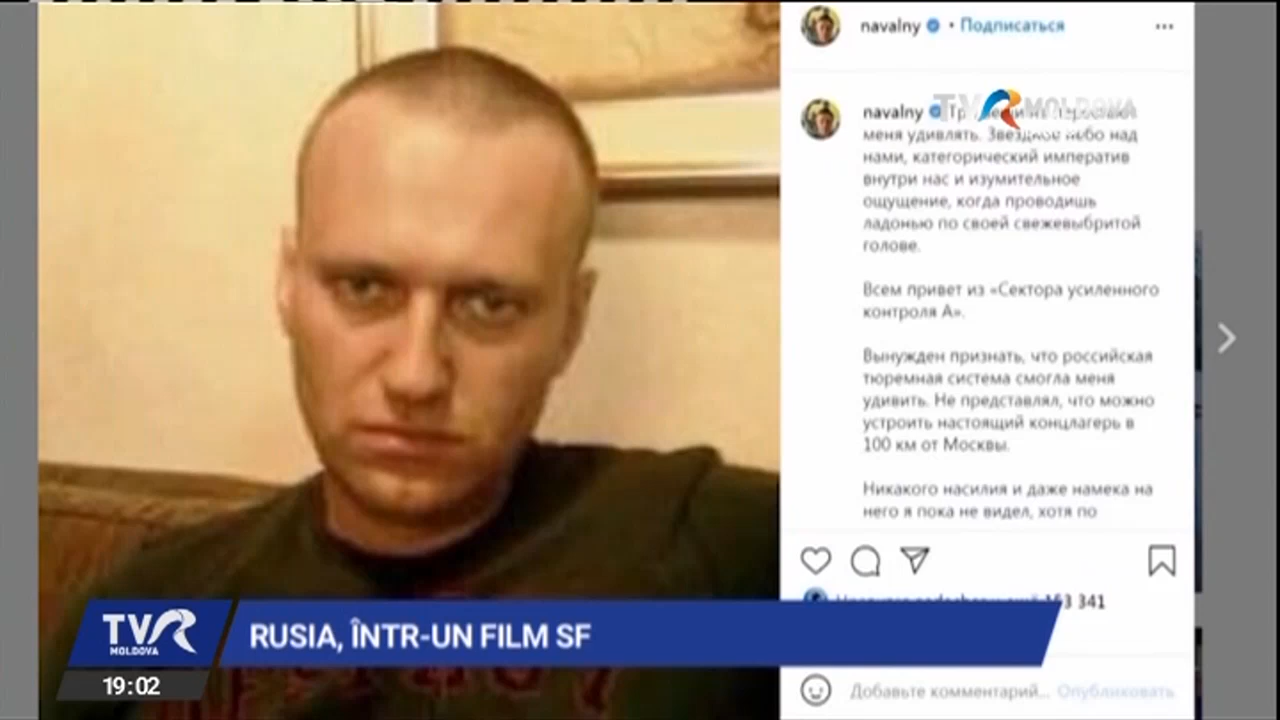 navalny • Подписаться
TVR MOLDOVA
navalny
меня удивлять. Звездное небо над
нами, категорический императив
внутри нас и изумительное
ощущение, когда проводишь
ладонью по своей свежевыбритой
голове.
Всем привет из «Сектора усиленного
контроля А».
Вынужден признать, что российская
тюремная система смогла меня
удивить. Не представлял, что можно
устроить настоящий концлагерь в
100 км от Москвы.
Никакого насилия и даже намека на
него я пока не видел, хотя по
341
TVR
MOLDOVA
RUSIA, ÎNTR-UN FILM SF
19:02
Добавьте комментарий... Опубликовать